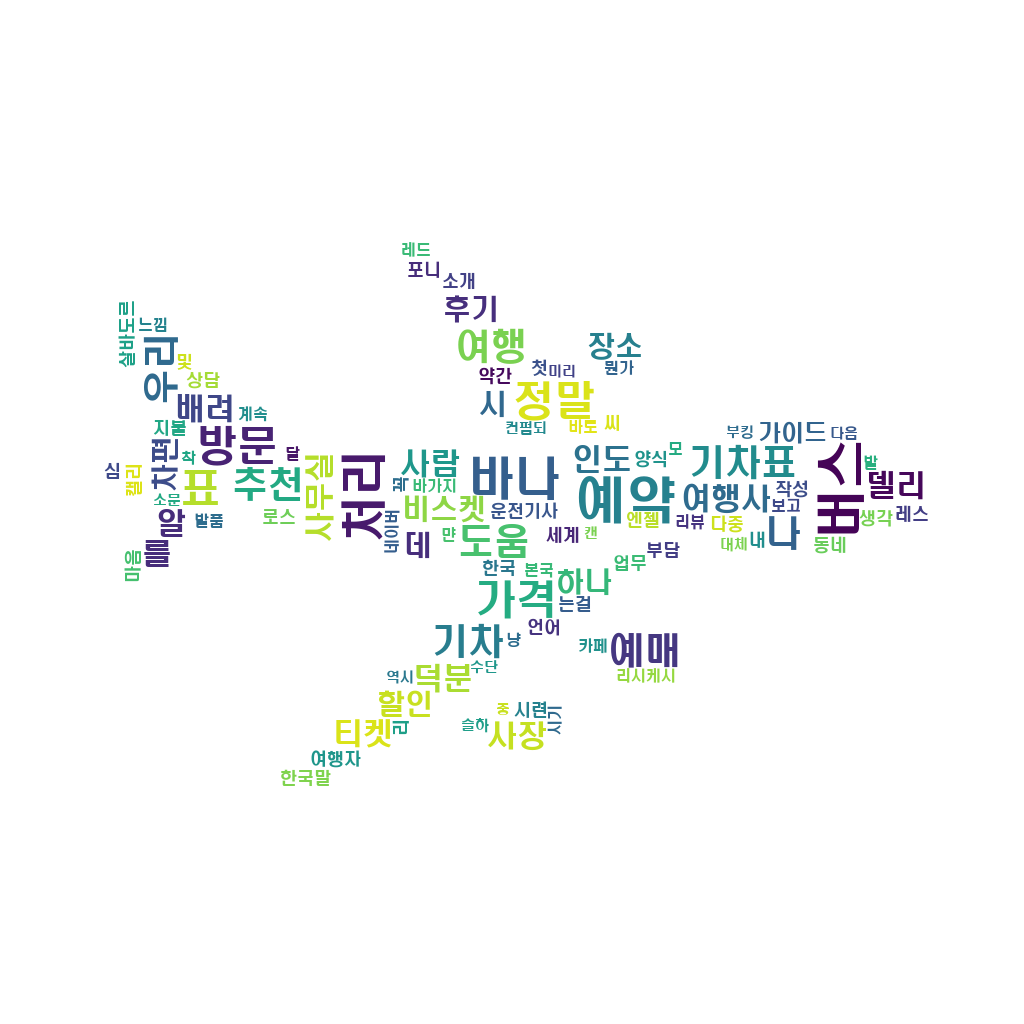 레드
포니
소개
후기
살바도르
느낌
여행
장소
우리
및
약간
첫
미리
뭔가
상담
배려
시
정말
계속
지불
컨펌되
바로
씨
부킹
가이드
다음
방문
차편
착
달
사람
바나
인도
양식
모
기차표
버스
발
심
캘리
표
추천
사무실
처리
팩
바가지
예약
여행사
작성
델리
소문
알
발품
로스
네이버
비스켓
운전기사
엔젤
리뷰
다중
보고
나
생각
레스
틀
마음
데
만
도움
세계
캔
부담
대체
내
동네
한국
본국
하나
업무
가격
는걸
기차
냥
언어
카페
예매
역시
덕분
수단
리시케시
할인
종
시련
시기
티켓
리
슬하
사장
여행자
한국말